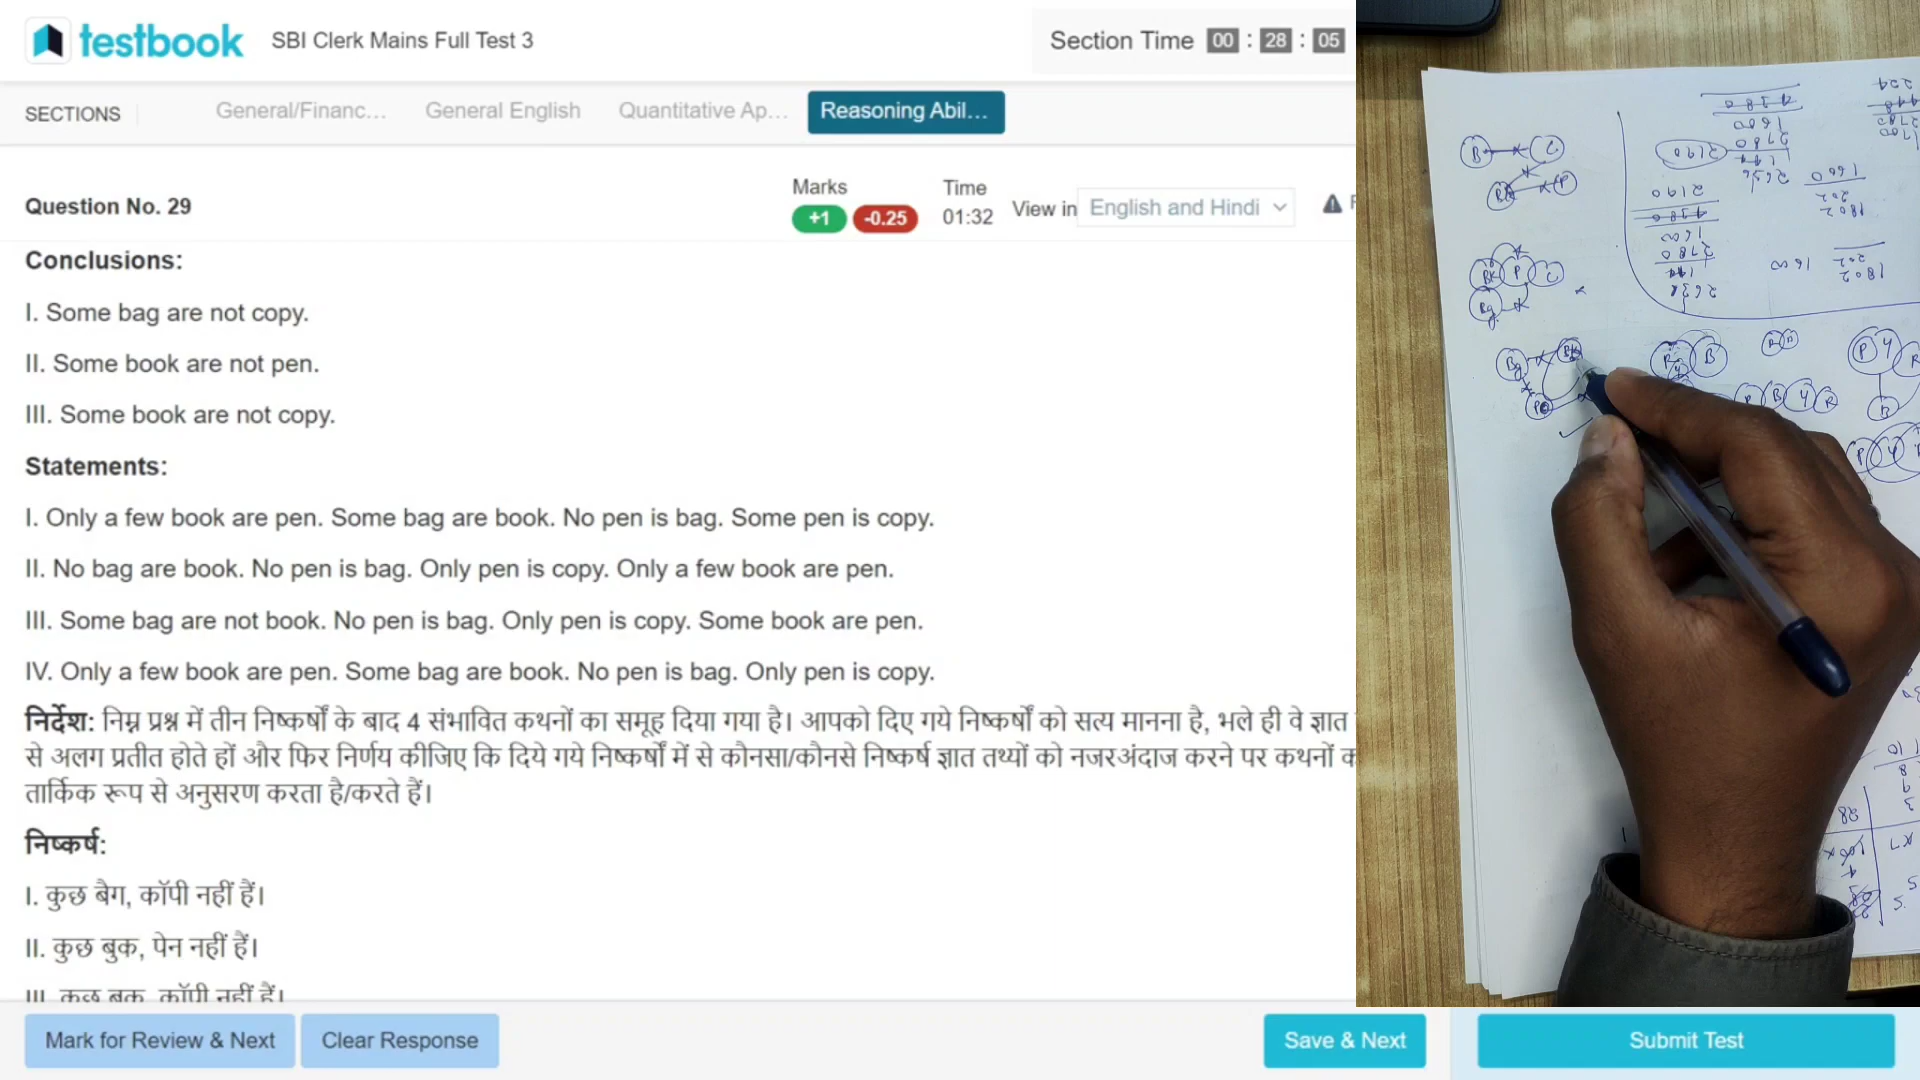 testbook
SBI Clerk Mains Full Test 3
Section Time 00 : 28 : 05
SECTIONS
General/Financ...
General English
Quantitative Ap...
Reasoning Abil...
Question No. 29
Marks
+1 -0.25
Time
01:32
View in English and Hindi
Conclusions:
I. Some bag are not copy.
II. Some book are not pen.
III. Some book are not copy.
Statements:
I. Only a few book are pen. Some bag are book. No pen is bag. Some pen is copy.
II. No bag are book. No pen is bag. Only pen is copy. Only a few book are pen.
III. Some bag are not book. No pen is bag. Only pen is copy. Some book are pen.
IV. Only a few book are pen. Some bag are book. No pen is bag. Only pen is copy.
निर्देश: निम्न प्रश्न में तीन निष्कर्षों के बाद 4 संभावित कथनों का समूह दिया गया है। आपको दिए गये निष्कर्षों को सत्य मानना है, भले ही वे ज्ञात
से अलग प्रतीत होते हों और फिर निर्णय कीजिए कि दिये गये निष्कर्षों में से कौनसा/कौनसे निष्कर्ष ज्ञात तथ्यों को नजरअंदाज करने पर कथनों क
तार्किक रूप से अनुसरण करता है/करते हैं।
निष्कर्ष:
I. कुछ बैग, कॉपी नहीं हैं।
II. कुछ बुक, पेन नहीं हैं।
III. कुछ बुक, कॉपी नहीं हैं।
Mark for Review & Next
Clear Response
Save & Next
Submit Test